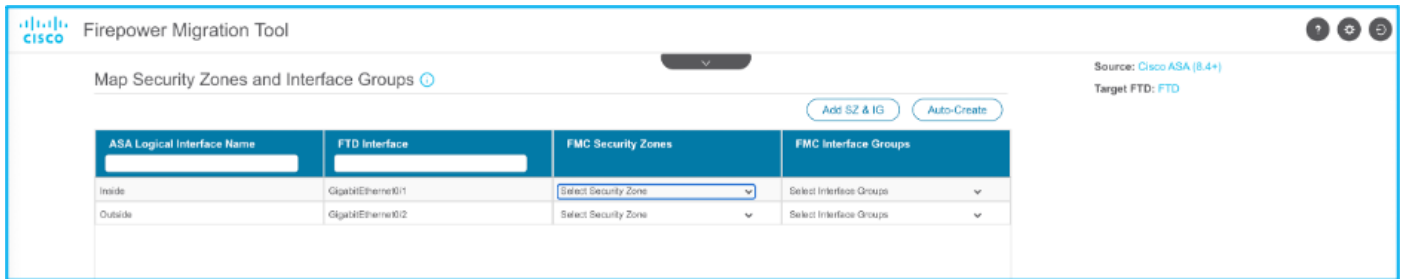 CISCO
Firepower Migration Tool
?
Map Security Zones and Interface Groups i
Source: Cisco ASA (8.4+)
Target FTD: FTD
Add SZ & IG Auto-Create
ASA Logical Interface Name FTD Interface FMC Security Zones FMC Interface Groups
Inside GigabitEthernet0/1 Select Security Zone Select Interface Groups
Outside GigabitEthernet0/2 Select Security Zone Select Interface Groups